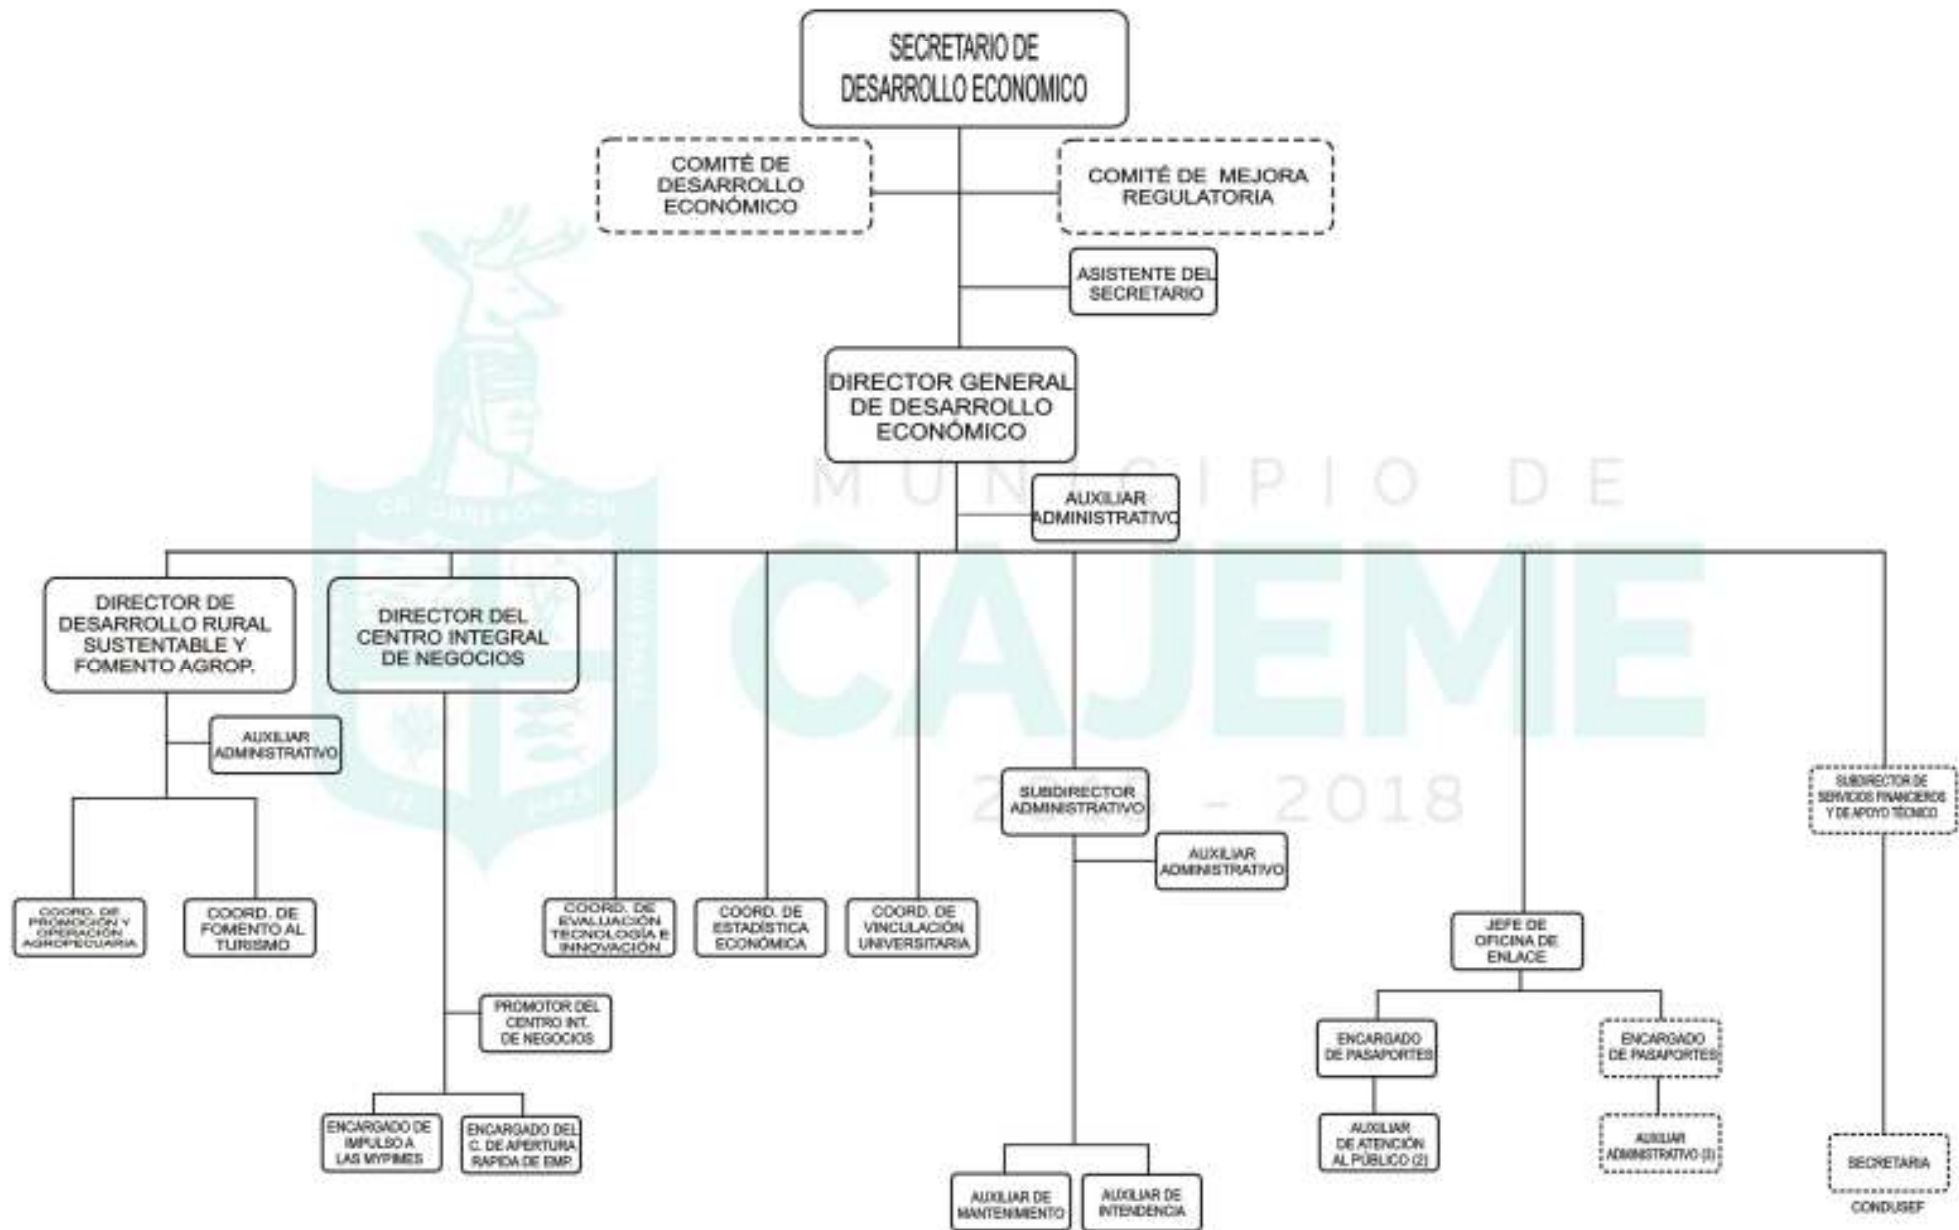 SECRETARIO DE
DESARROLLO ECONOMICO
COMITÉ DE
DESARROLLO
ECONÓMICO
COMITÉ DE MEJORA
REGULATORIA
ASISTENTE DEL
SECRETARIO
DIRECTOR GENERAL
DE DESARROLLO
ECONÓMICO
MUNICIPIO DE
CAJEME
- 2018
AUXILIAR
ADMINISTRATIVO
DIRECTOR DE
DESARROLLO RURAL
SUSTENTABLE Y
FOMENTO AGROP.
DIRECTOR DEL
CENTRO INTEGRAL
DE NEGOCIOS
AUXILIAR
ADMINISTRATIVO
SUBDIRECTOR
ADMINISTRATIVO
SUBDIRECTOR DE
SERVICIOS FINANCIEROS
Y DE APOYO TÉCNICO
AUXILIAR
ADMINISTRATIVO
COORD. DE
PROMOCIÓN Y
OPERACIÓN
AGROPECUARIA
COORD. DE
FOMENTO AL
TURISMO
COORD. DE
EVALUACIÓN
TECNOLOGÍA E
INNOVACIÓN
COORD. DE
ESTADÍSTICA
ECONÓMICA
COORD. DE
VINCULACIÓN
UNIVERSITARIA
JEFE DE
OFICINA DE
ENLACE
PROMOTOR DEL
CENTRO INT.
DE NEGOCIOS
ENCARGADO
DE PASAPORTES
ENCARGADO
DE PASAPORTES
ENCARGADO DE
IMPULSO A
LAS MYPIMES
ENCARGADO DEL
C. DE APERTURA
RAPIDA DE EMP.
AUXILIAR
DE ATENCIÓN
AL PÚBLICO (2)
AUXILIAR
ADMINISTRATIVO (3)
SECRETARIA
CONDUSEF
AUXILIAR DE
MANTENIMIENTO
AUXILIAR DE
INTENDENCIA